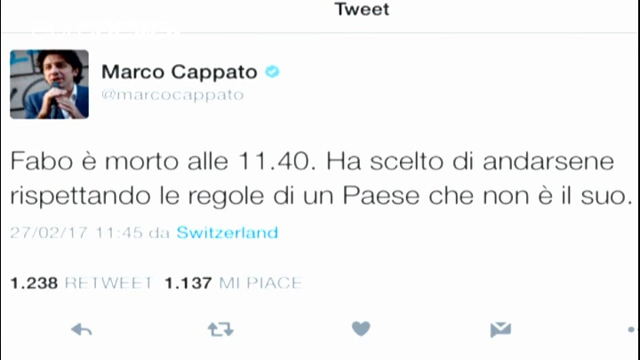 Tweet
Marco Cappato
@marcocappato
Fabo è morto alle 11.40. Ha scelto di andarsene
rispettando le regole di un Paese che non è il suo.
27/02/17 11:45 da Switzerland
1.238 RETWEET 1.137 MI PIACE